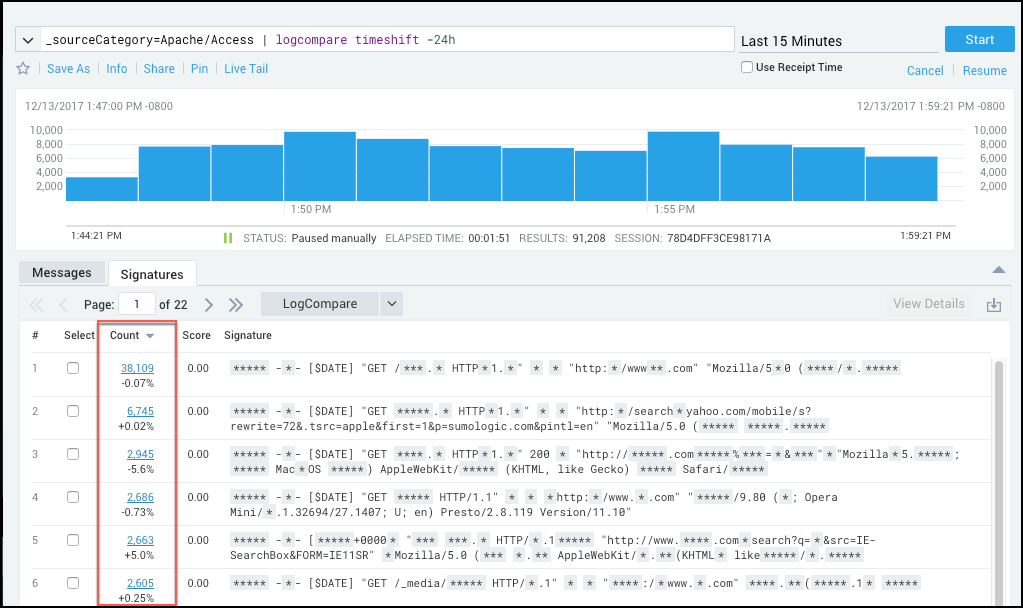 _sourceCategory=Apache/Access | logcompare timeshift -24h
Last 15 Minutes
Start
Save As Info Share Pin Live Tail
Use Receipt Time
Cancel Resume
12/13/2017 1:47:00 PM -0800
12/13/2017 1:59:21 PM -0800
10,000 10,000
8,000 8,000
6,000 6,000
4,000 4,000
2,000 2,000
1:50 PM 1:55 PM
1:44:21 PM
STATUS: Paused manually ELAPSED TIME: 00:01:51 RESULTS: 91,208 SESSION: 78D4DFF3CE98171A
1:59:21 PM
Messages Signatures
Page: 1 of 22
LogCompare
View Details
# Select Count Score Signature
1 38,109 0.00 ***** -*- [$DATE] "GET /***.* HTTP*1.*" * * "http:*/www**.com" "Mozilla/5*0 (****/*.*****
-0.07%
2 6,745 0.00 ***** -*- [$DATE] "GET *****.* HTTP*1.*" * * "http:*/search*yahoo.com/mobile/s?
+0.02% rewrite=72&.tsrc=apple&first=1&p=sumologic.com&pintl=en" "Mozilla/5.0 (***** *****.*****
3 2,945 0.00 ***** -*- [$DATE] "GET *****.* HTTP*1.*" 200 * "http://*****.com*****%***=*&***"*"Mozilla*5.*****;
-5.6% ***** Mac*OS *****) AppleWebKit/***** (KHTML, like Gecko) ***** Safari/*****
4 2,686 0.00 ***** -*- [$DATE] "GET ***** HTTP/1.1" * * *http:*/www.*.com" "*****/9.80 (*; Opera
-0.73% Mini/*.1.32694/27.1407; U; en) Presto/2.8.119 Version/11.10"
5 2,663 0.00 ***** -*- [*****+0000* "*** ***.* HTTP/*.1***** "http://www.****.com*search?q=*&src=IE-
+5.0% SearchBox&FORM=IE11SR" *Mozilla/5.0 (*** *.** AppleWebKit/*.**(KHTML* like*****/*.*****
6 2,605 0.00 ***** -*- [$DATE] "GET /_media/***** HTTP/*.1" * * "****:/*www.*.com" ****.**(*****.1* *****
+0.25%